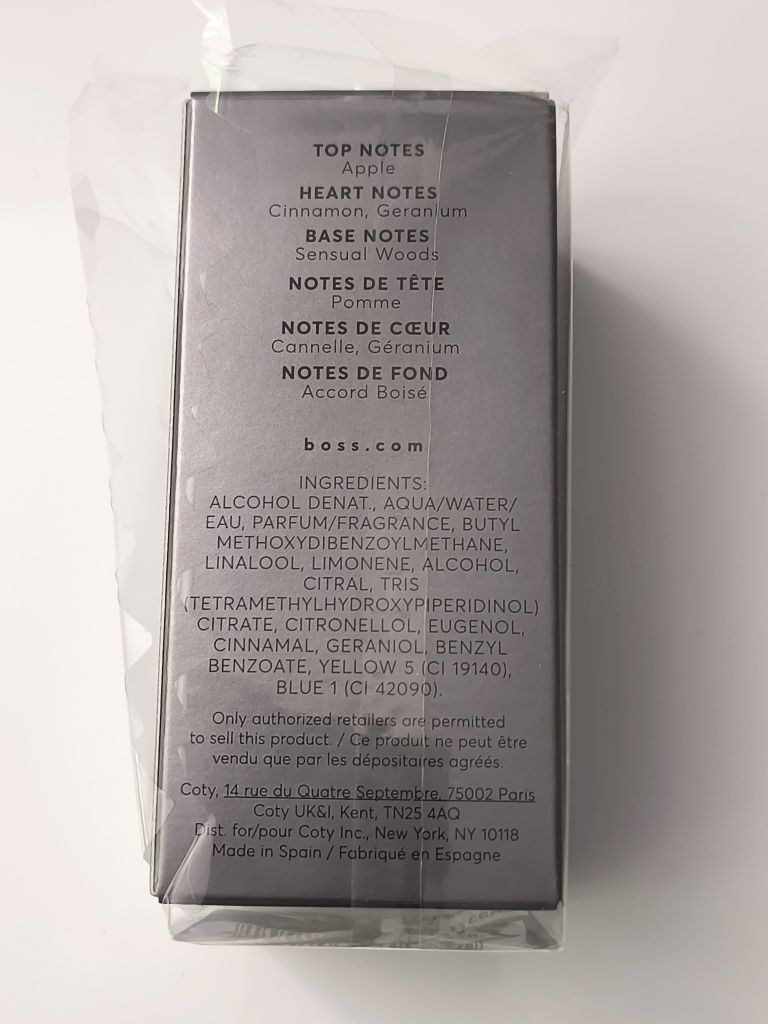 TOP NOTES
Apple
HEART NOTES
Cinnamon, Geranium
BASE NOTES
Sensual Woods
NOTES DE TÊTE
Pomme
NOTES DE CŒUR
Cannelle, Géranium
NOTES DE FOND
Accord Boisé
boss.com
INGREDIENTS:
ALCOHOL DENAT., AQUA/WATER/
EAU, PARFUM/FRAGRANCE, BUTYL
METHOXYDIBENZOYLMETHANE,
LINALOOL, LIMONENE, ALCOHOL,
CITRAL, TRIS
(TETRAMETHYLHYDROXYPIPERIDINOL)
CITRATE, CITRONELLOL, EUGENOL,
CINNAMAL, GERANIOL, BENZYL
BENZOATE, YELLOW 5 (CI 19140),
BLUE 1 (CI 42090).
Only authorized retailers are permitted
to sell this product. / Ce produit ne peut être
vendu que par les dépositaires agréés.
Coty, 14 rue du Quatre Septembre, 75002 Paris
Coty UK&I, Kent, TN25 4AQ
Dist. for/pour Coty Inc., New York, NY 10118
Made in Spain / Fabriqué en Espagne